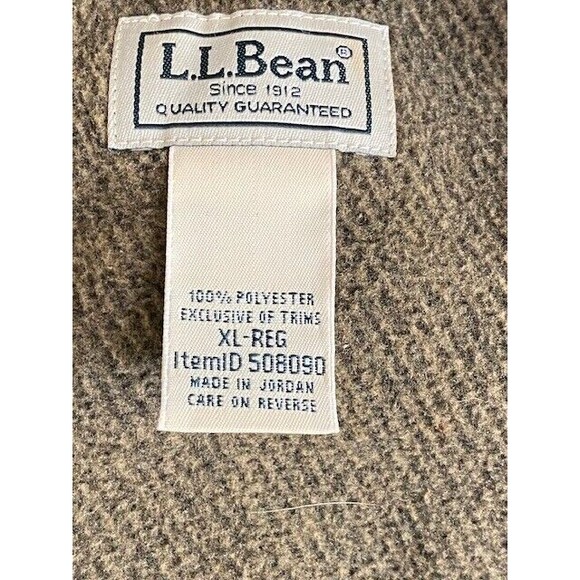 L.L.Bean®
Since 1912
QUALITY GUARANTEED
100% POLYESTER
EXCLUSIVE OF TRIMS
XL-REG
ItemID 508090
MADE IN JORDAN
CARE ON REVERSE